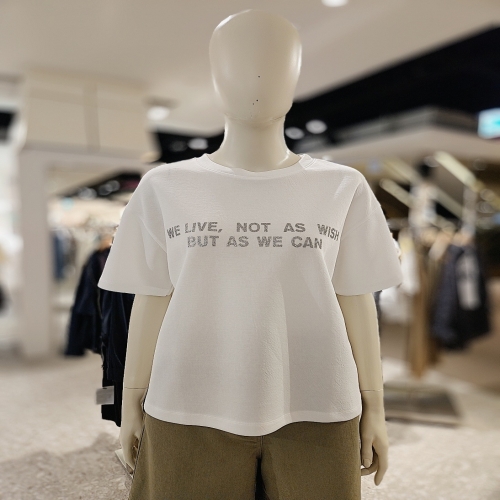 WE LIVE, NOT AS WISH
BUT AS WE CAN